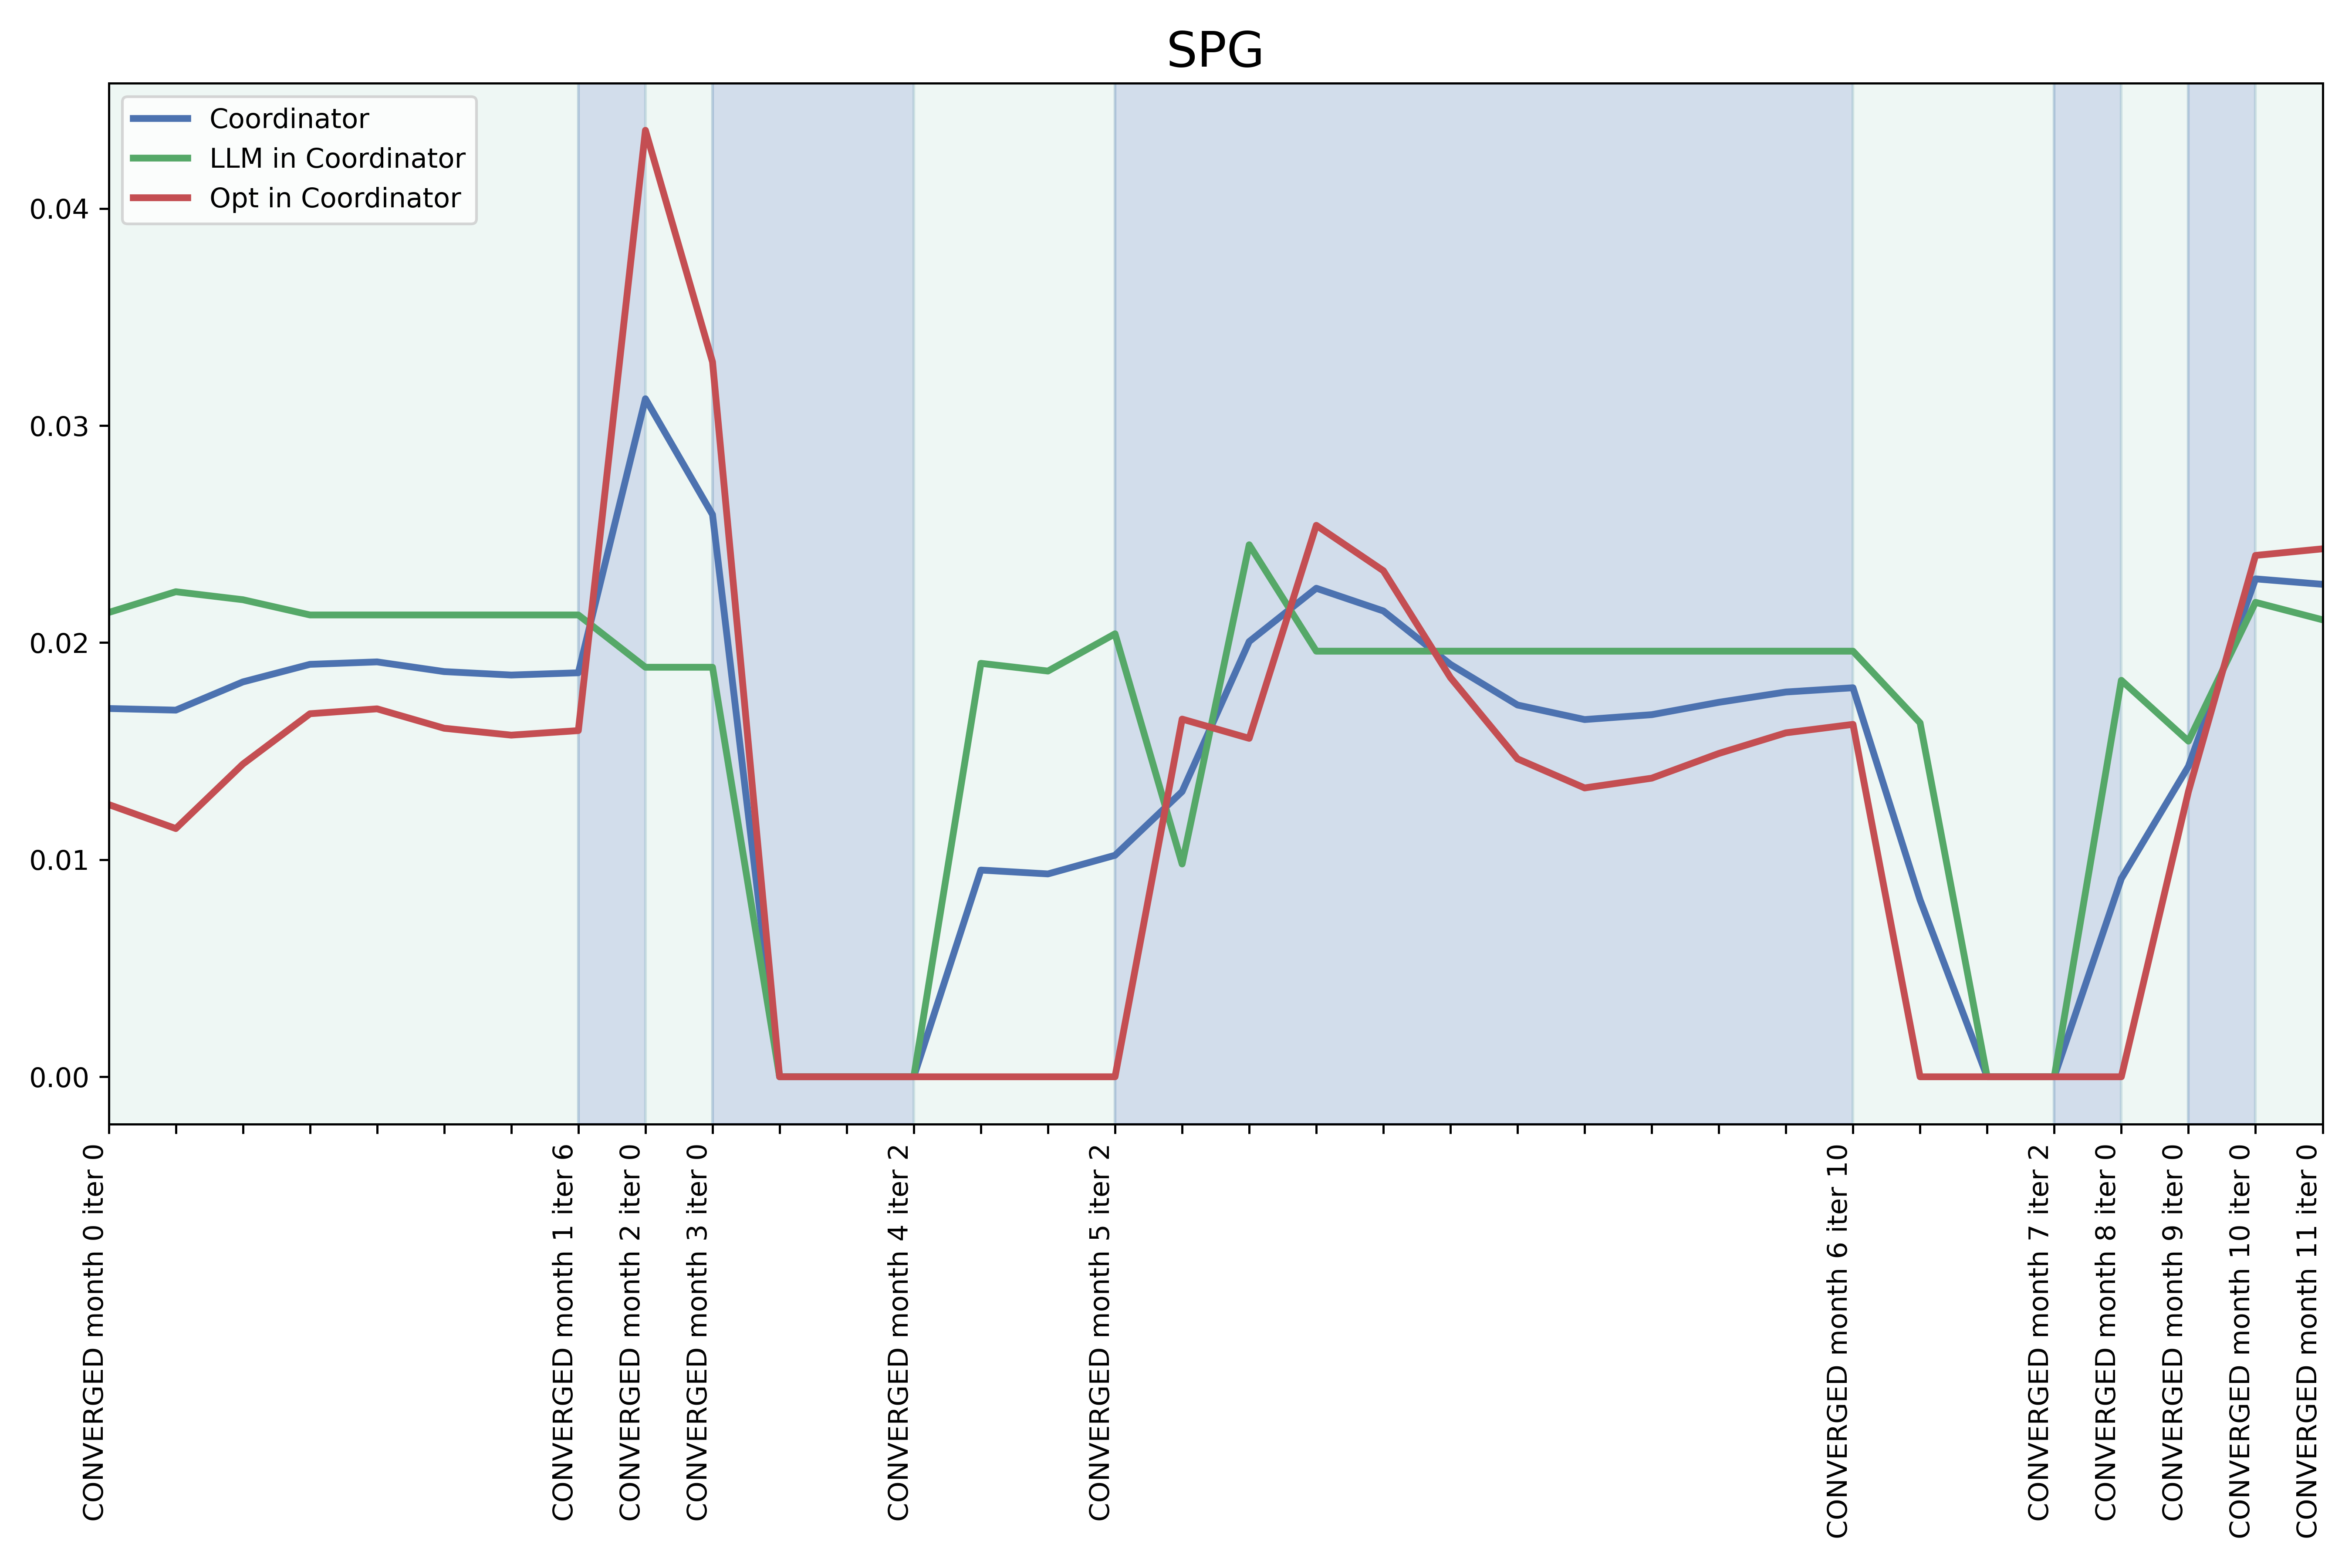 SPG
Coordinator
LLM in Coordinator
Opt in Coordinator
0.04
0.03
0.02
0.01
0.00
CONVERGED month 0 iter 0
CONVERGED month 1 iter 6
CONVERGED month 2 iter 0
CONVERGED month 3 iter 0
CONVERGED month 4 iter 2
CONVERGED month 5 iter 2
CONVERGED month 6 iter 10
CONVERGED month 7 iter 2
CONVERGED month 8 iter 0
CONVERGED month 9 iter 0
CONVERGED month 10 iter 0
CONVERGED month 11 iter 0